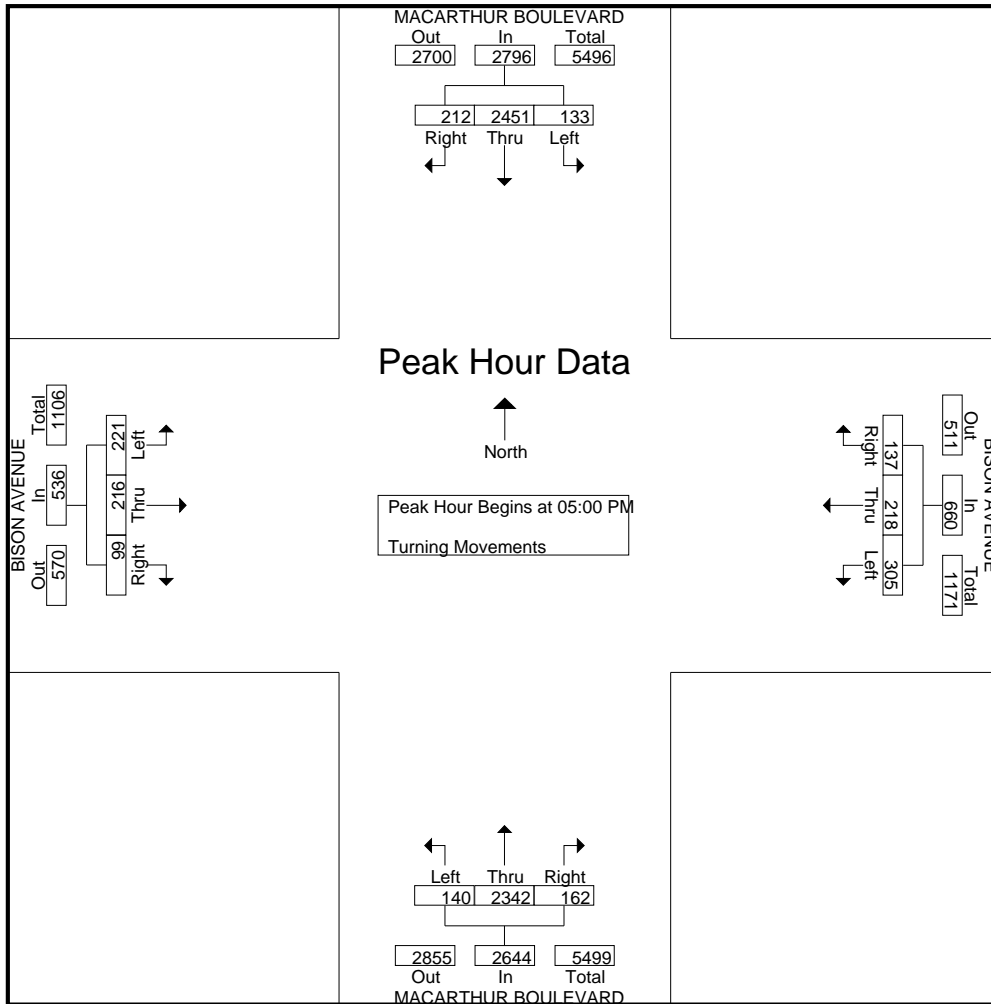 MACARTHUR BOULEVARD
Out In Total
2700 2796 5496
212 2451 133
Right Thru Left
Peak Hour Data
North
Peak Hour Begins at 05:00 PM
Turning Movements
BISON AVENUE
Total In Out
1106 536 570
221 216 99
Left Thru Right
BISON AVENUE
Out In Total
511 660 1171
137 218 305
Right Thru Left
Left Thru Right
140 2342 162
2855 2644 5499
Out In Total
MACARTHUR BOULEVARD